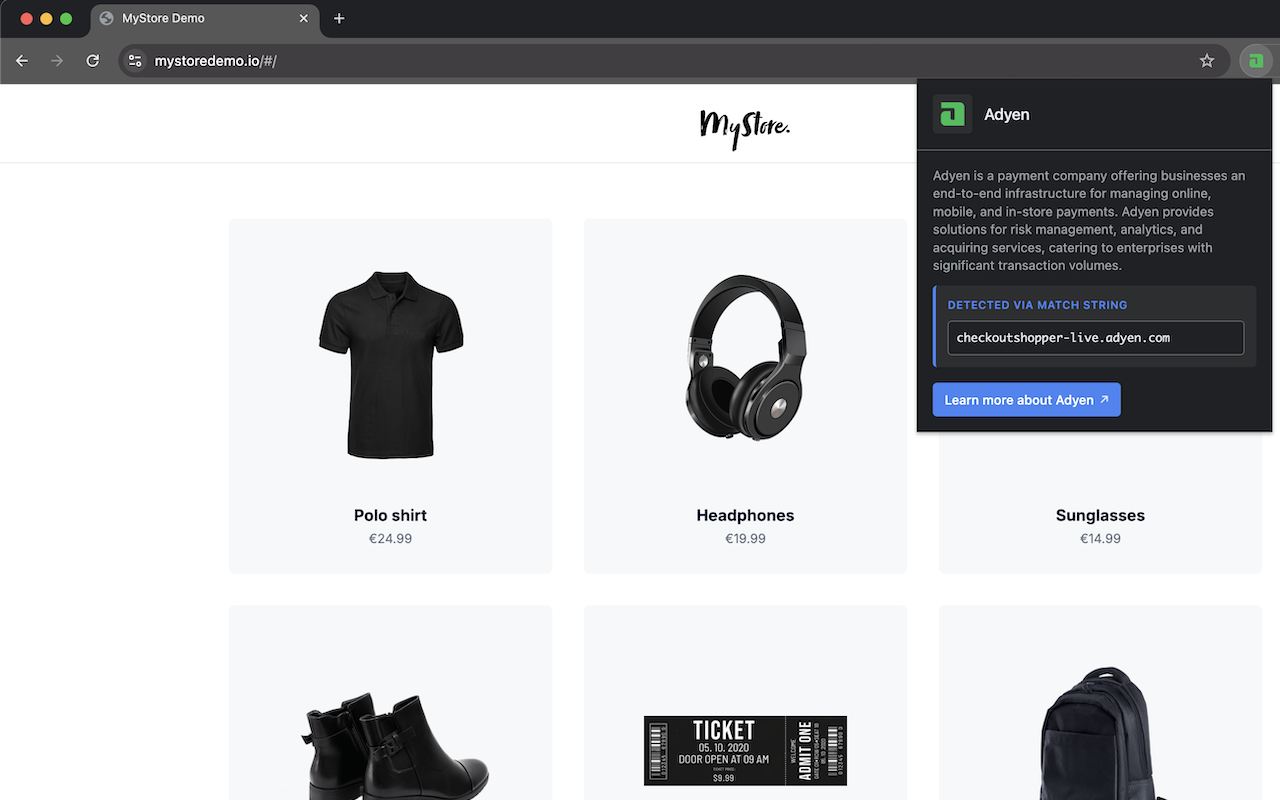 MyStore Demo
mystoredemo.io/#/
MyStore.
Adyen
Adyen is a payment company offering businesses an
end-to-end infrastructure for managing online,
mobile, and in-store payments. Adyen provides
solutions for risk management, analytics, and
acquiring services, catering to enterprises with
significant transaction volumes.
DETECTED VIA MATCH STRING
checkoutshopper-live.adyen.com
Learn more about Adyen ↗
Polo shirt
€24.99
Headphones
€19.99
Sunglasses
€14.99
TICKET
05. 10. 2020
DOOR OPEN AT 09 AM
TICKET PRICE:
$9.99
WELCOME
ADMIT ONE